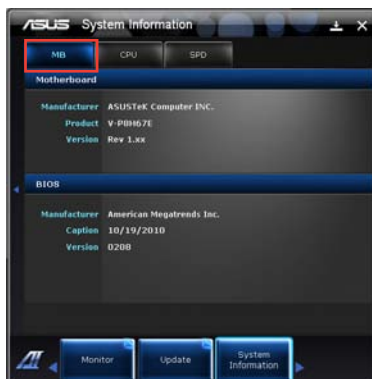 ASUS System Information
MB CPU SPD
Motherboard
Manufacturer ASUSTeK Computer INC.
Product V-P8H67E
Version Rev 1.xx
BIOS
Manufacturer American Megatrends Inc.
Caption 10/19/2010
Version 0208
AI Monitor Update System
Information